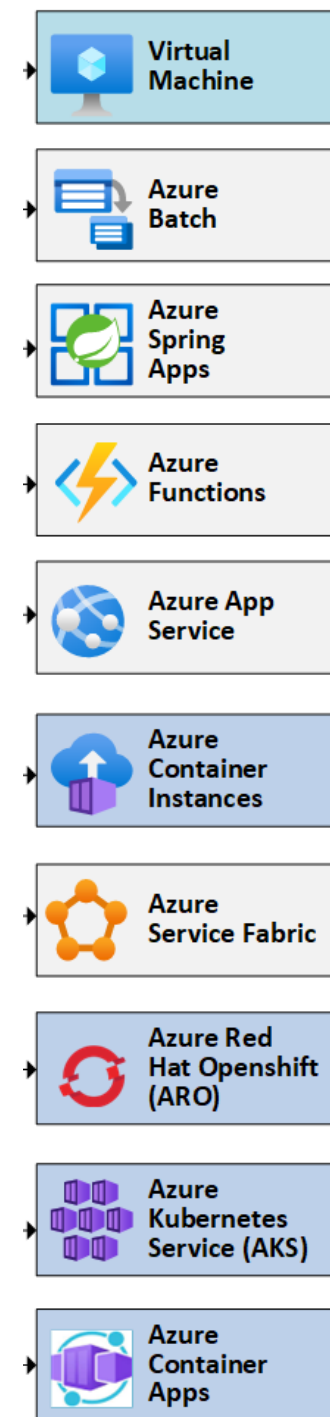 Virtual
Machine
Azure
Batch
Azure
Spring
Apps
Azure
Functions
Azure App
Service
Azure
Container
Instances
Azure
Service Fabric
Azure Red
Hat Openshift
(ARO)
Azure
Kubernetes
Service (AKS)
Azure
Container
Apps